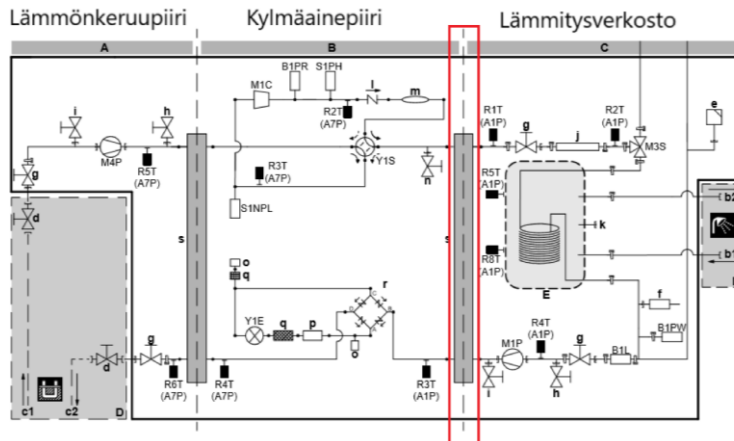 Lämmönkeruupiiri Kylmäainepiiri Lämmitysverkosto
A B C
B1PR S1PH
M1C l m
i h R2T R1T g R2T e
(A7P) (A1P) j (A1P)
M4P Y1S M3S
R5T R3T
(A7P) (A7P) n
g R5T
(A1P) b2
d S1NPL
k
s s
R8T b1
(A1P)
o
q r E
f
Y1E q p R4T B1PW
g (A1P) g
d o M1P B1L
R6T R4T R3T
(A7P) (A7P) (A1P) i h
c1 c2 D